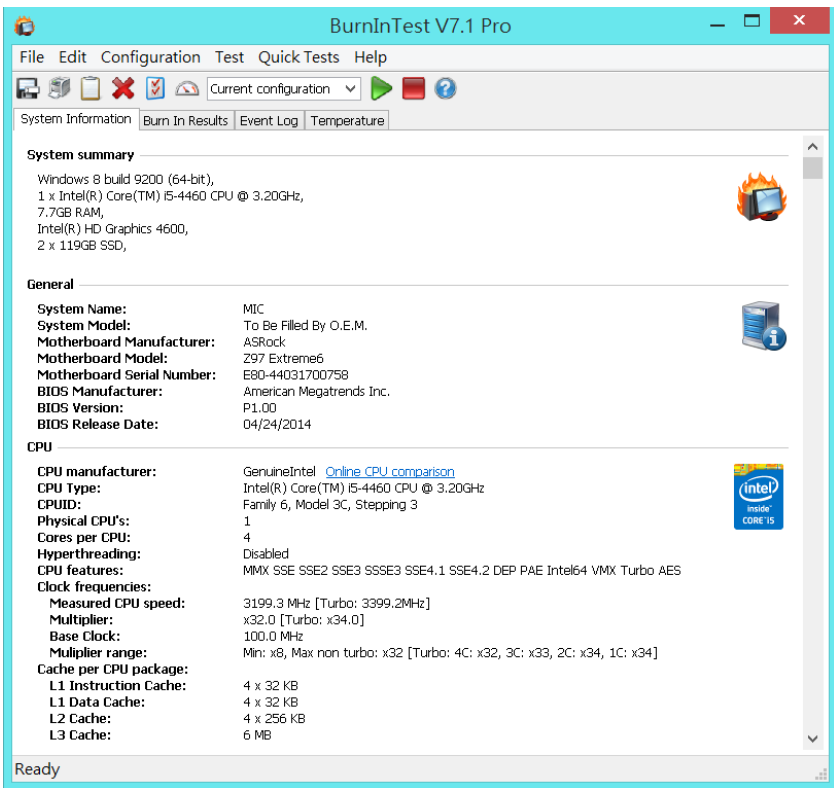 BurnInTest V7.1 Pro
File Edit Configuration Test Quick Tests Help
Current configuration
System Information Burn In Results Event Log Temperature
System summary
Windows 8 build 9200 (64-bit),
1 x Intel(R) Core(TM) i5-4460 CPU @ 3.20GHz,
7.7GB RAM,
Intel(R) HD Graphics 4600,
2 x 119GB SSD,
General
System Name: MIC
System Model: To Be Filled By O.E.M.
Motherboard Manufacturer: ASRock
Motherboard Model: Z97 Extreme6
Motherboard Serial Number: E80-44031700758
BIOS Manufacturer: American Megatrends Inc.
BIOS Version: P1.00
BIOS Release Date: 04/24/2014
CPU
CPU manufacturer: GenuineIntel Online CPU comparison
CPU Type: Intel(R) Core(TM) i5-4460 CPU @ 3.20GHz
CPUID: Family 6, Model 3C, Stepping 3
Physical CPU's: 1
Cores per CPU: 4
Hyperthreading: Disabled
CPU features: MMX SSE SSE2 SSE3 SSSE3 SSE4.1 SSE4.2 DEP PAE Intel64 VMX Turbo AES
Clock frequencies:
Measured CPU speed: 3199.3 MHz [Turbo: 3399.2MHz]
Multiplier: x32.0 [Turbo: x34.0]
Base Clock: 100.0 MHz
Muliplier range: Min: x8, Max non turbo: x32 [Turbo: 4C: x32, 3C: x33, 2C: x34, 1C: x34]
Cache per CPU package:
L1 Instruction Cache: 4 x 32 KB
L1 Data Cache: 4 x 32 KB
L2 Cache: 4 x 256 KB
L3 Cache: 6 MB
intel
inside"
CORE i5
Ready